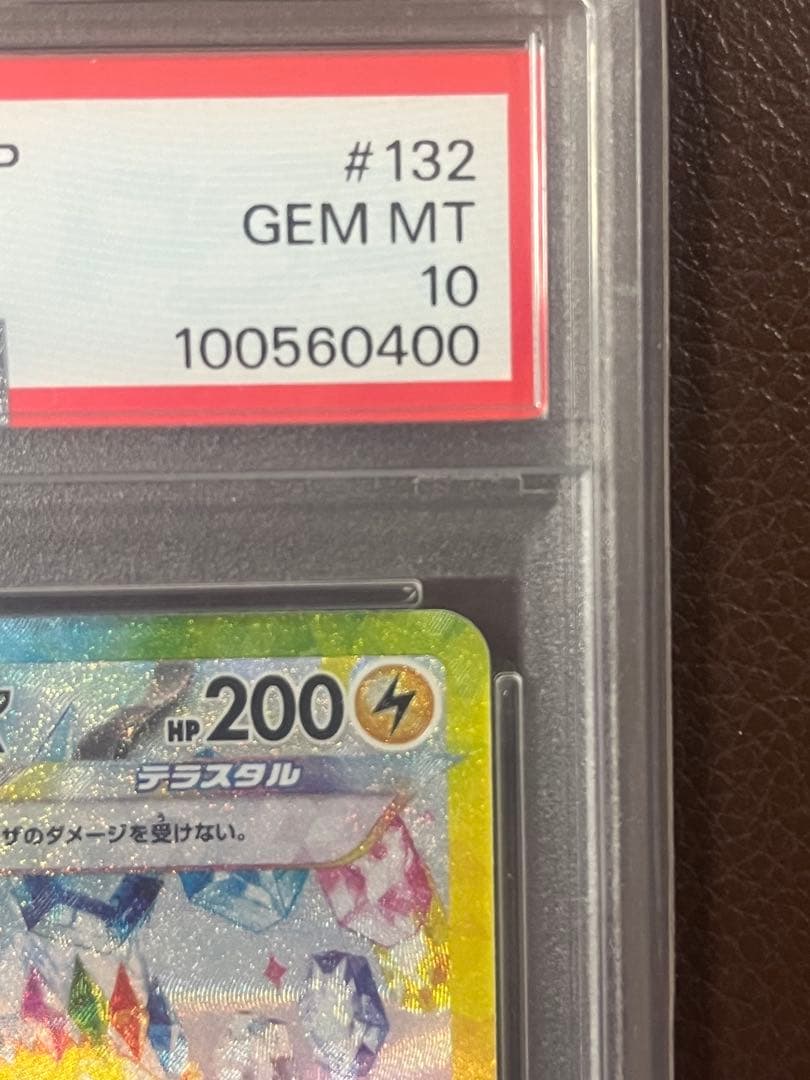 P #132
GEM MT
10
100560400
HP200
テラスタル
ザのダメージを受けない。